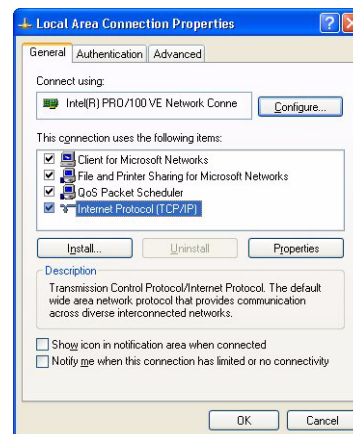 Local Area Connection Properties
General Authentication Advanced
Connect using:
Intel(R) PRO/100 VE Network Conne
Configure...
This connection uses the following items:
Client for Microsoft Networks
File and Printer Sharing for Microsoft Networks
QoS Packet Scheduler
Internet Protocol (TCP/IP)
Install... Uninstall Properties
Description
Transmission Control Protocol/Internet Protocol. The default
wide area network protocol that provides communication
across diverse interconnected networks.
Show icon in notification area when connected
Notify me when this connection has limited or no connectivity
OK Cancel